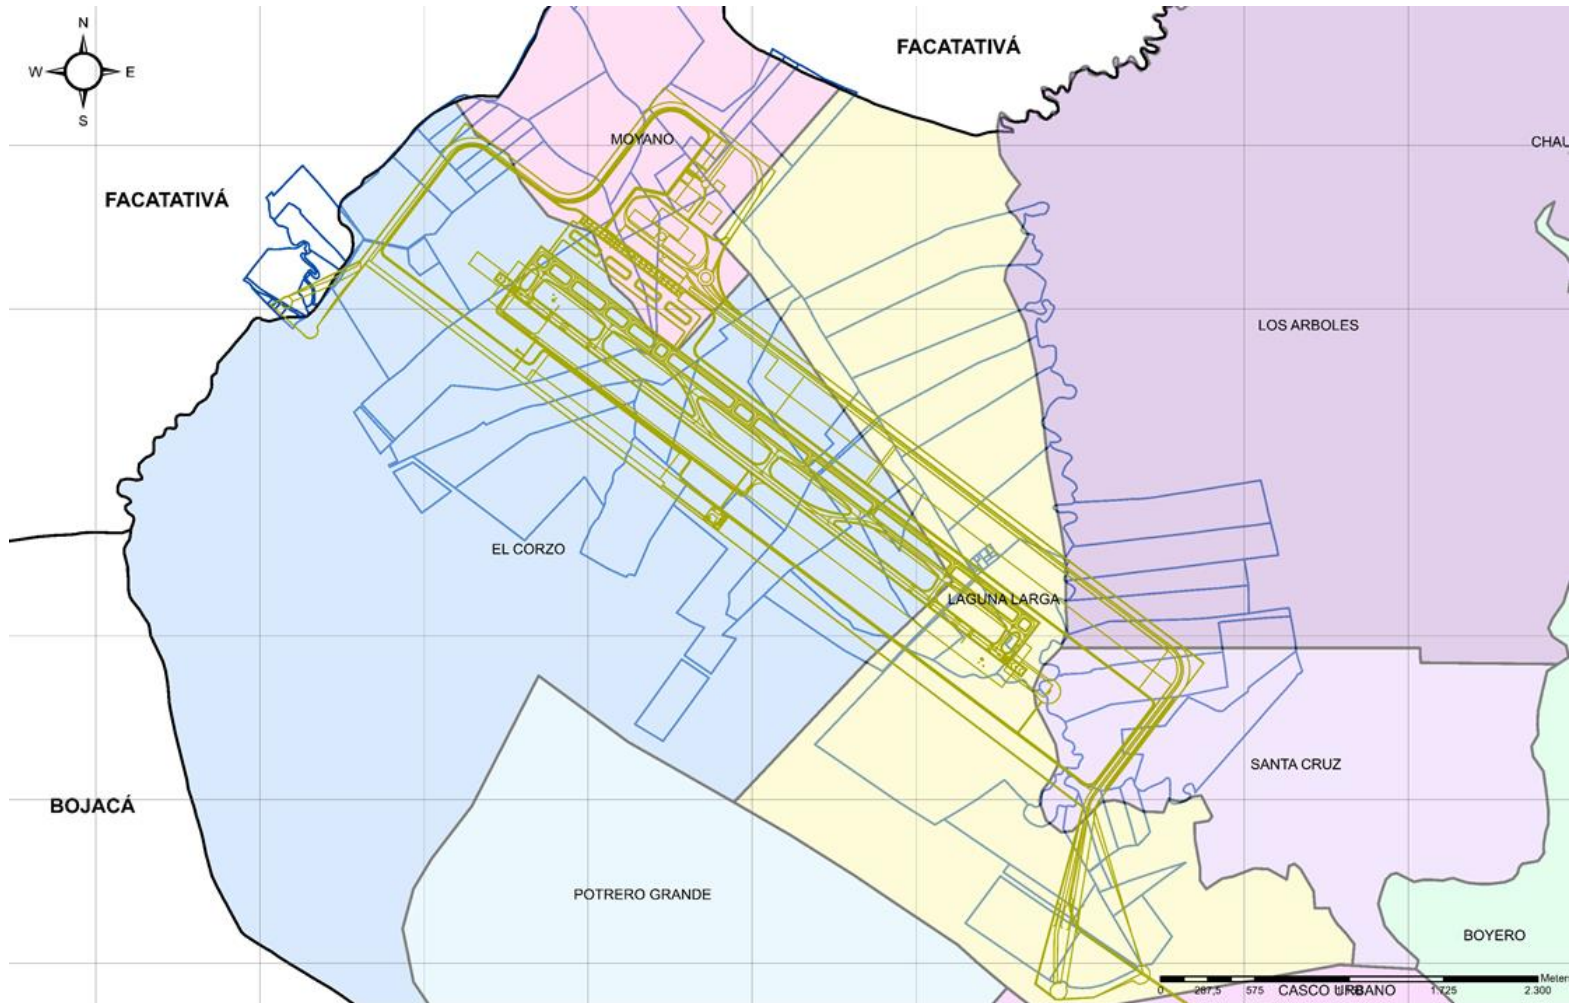 N
FACATATIVÁ
W
E
S
MOYANO
CHAU
FACATATIVÁ
LOS ARBOLES
EL CORZO
LAGUNA LARGA
SANTA CRUZ
BOJACÁ
POTRERO GRANDE
BOYERO
Meters
0 287,5 575 1.725 2.300
CASCO URBANO